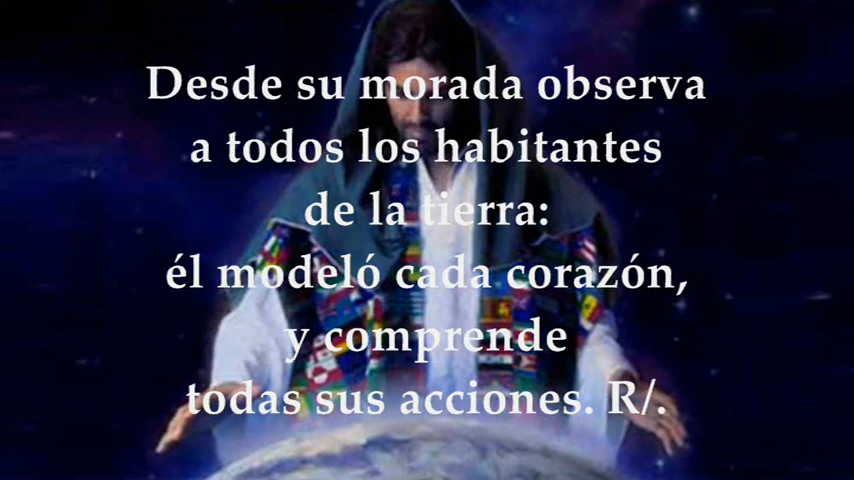 Desde su morada observa
a todos los habitantes
de la tierra:
él modeló cada corazón,
y comprende
todas sus acciones. R/.